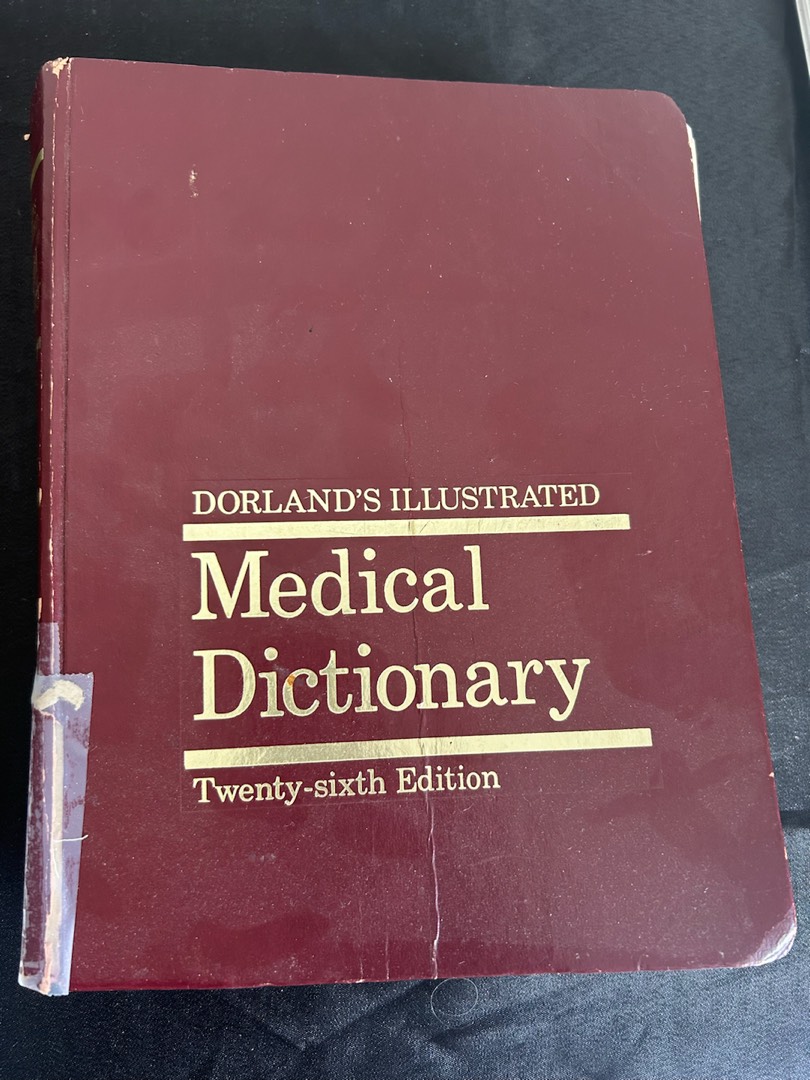 DORLAND'S ILLUSTRATED
Medical
Dictionary
Twenty-sixth Edition